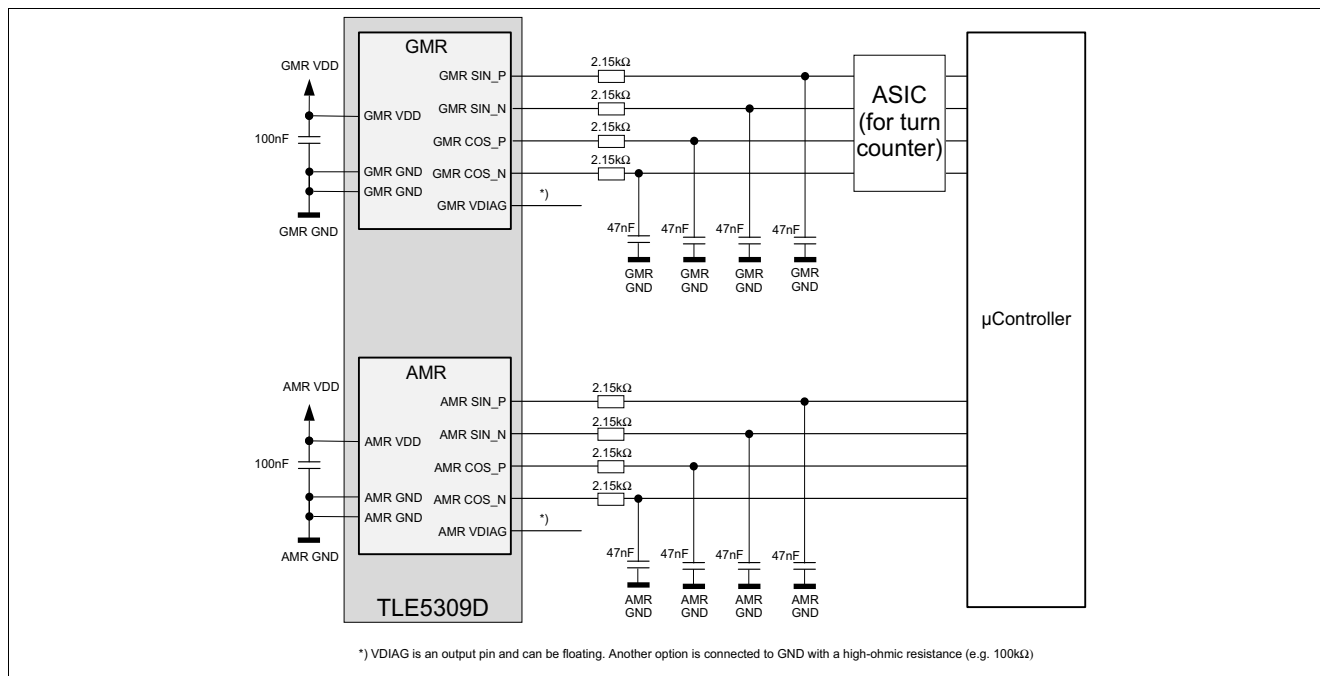 GMR
GMR VDD
GMR SIN_P
2.15kΩ
GMR SIN_N
2.15kΩ
GMR VDD
GMR COS_P
2.15kΩ
100nF
GMR COS_N
2.15kΩ
GMR GND
GMR GND
GMR VDIAG
*)
GMR GND
ASIC
(for turn
counter)
47nF
47nF
47nF
47nF
GMR
GND
GMR
GND
GMR
GND
GMR
GND
µController
AMR
AMR VDD
AMR SIN_P
2.15kΩ
AMR SIN_N
2.15kΩ
AMR VDD
AMR COS_P
2.15kΩ
100nF
AMR COS_N
2.15kΩ
AMR GND
AMR GND
AMR VDIAG
*)
AMR GND
47nF
47nF
47nF
47nF
AMR
GND
AMR
GND
AMR
GND
AMR
GND
TLE5309D
*) VDIAG is an output pin and can be floating. Another option is connected to GND with a high-ohmic resistance (e.g. 100kΩ)